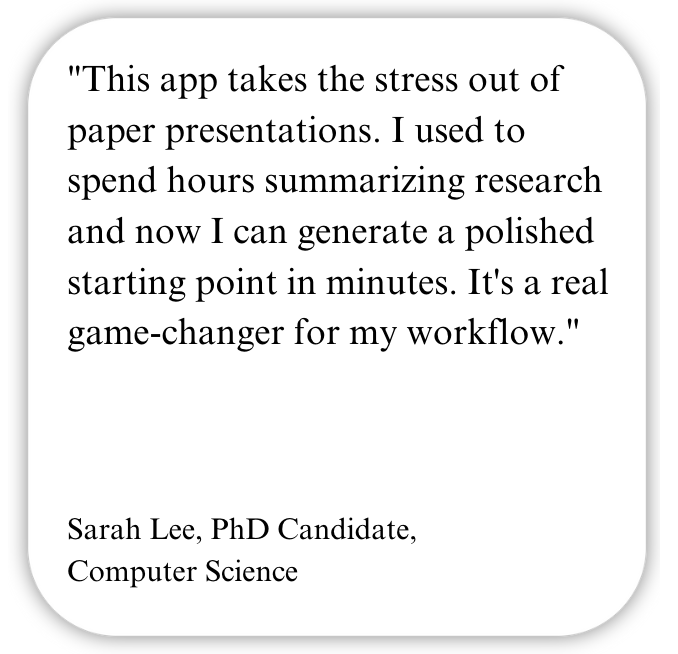 "This app takes the stress out of
paper presentations. I used to
spend hours summarizing research
and now I can generate a polished
starting point in minutes. It's a real
game-changer for my workflow."
Sarah Lee, PhD Candidate,
Computer Science